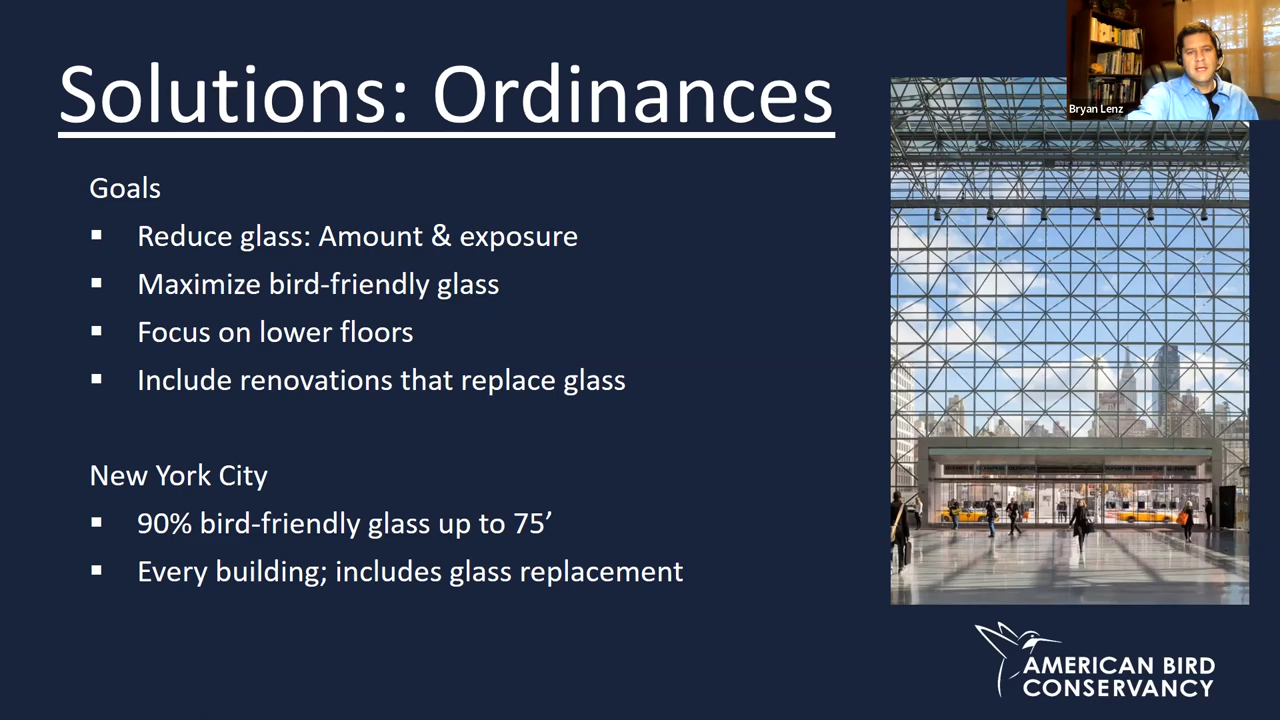 Solutions: Ordinances
Bryan Lenz
Goals
▪ Reduce glass: Amount & exposure
▪ Maximize bird-friendly glass
▪ Focus on lower floors
▪ Include renovations that replace glass
New York City
▪ 90% bird-friendly glass up to 75’
▪ Every building; includes glass replacement
AMERICAN BIRD
CONSERVANCY